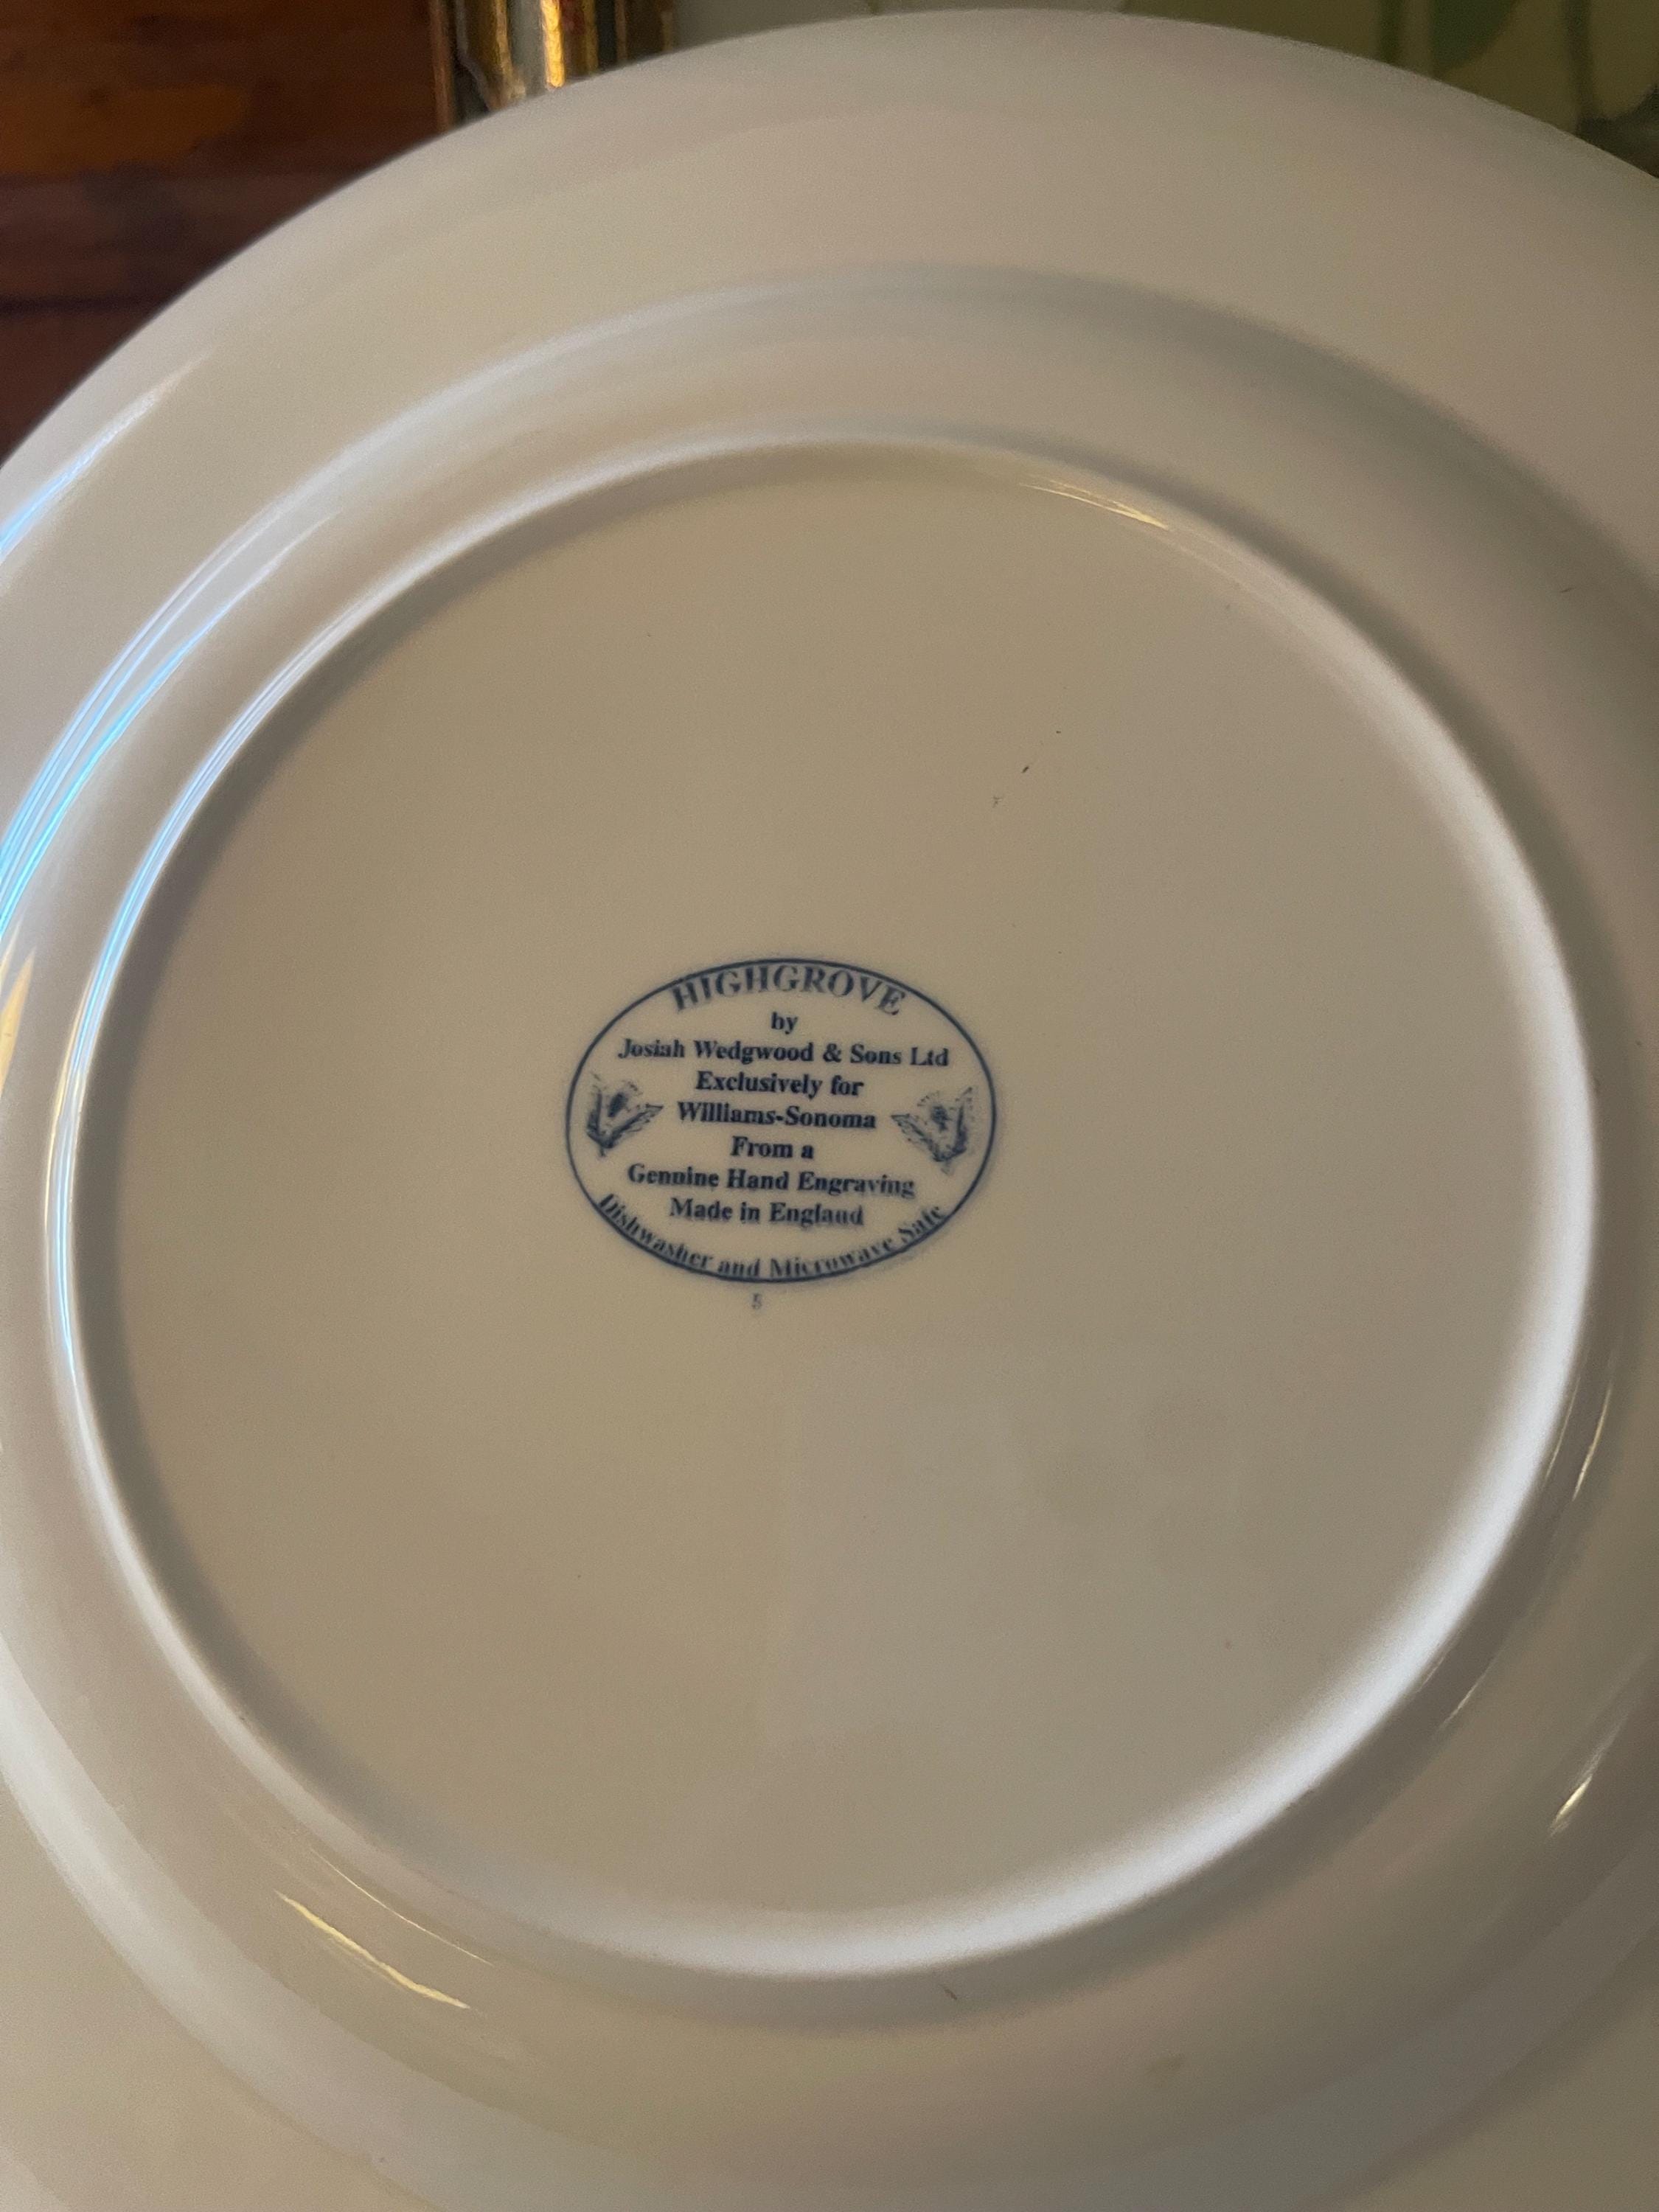 HIGHGROVE
by
Josiah Wedgwood & Sons Ltd
Exclusively for
Williams-Sonoma
From a
Genuine Hand Engraving
Made in England
Dishwasher and Microwave Safe
5